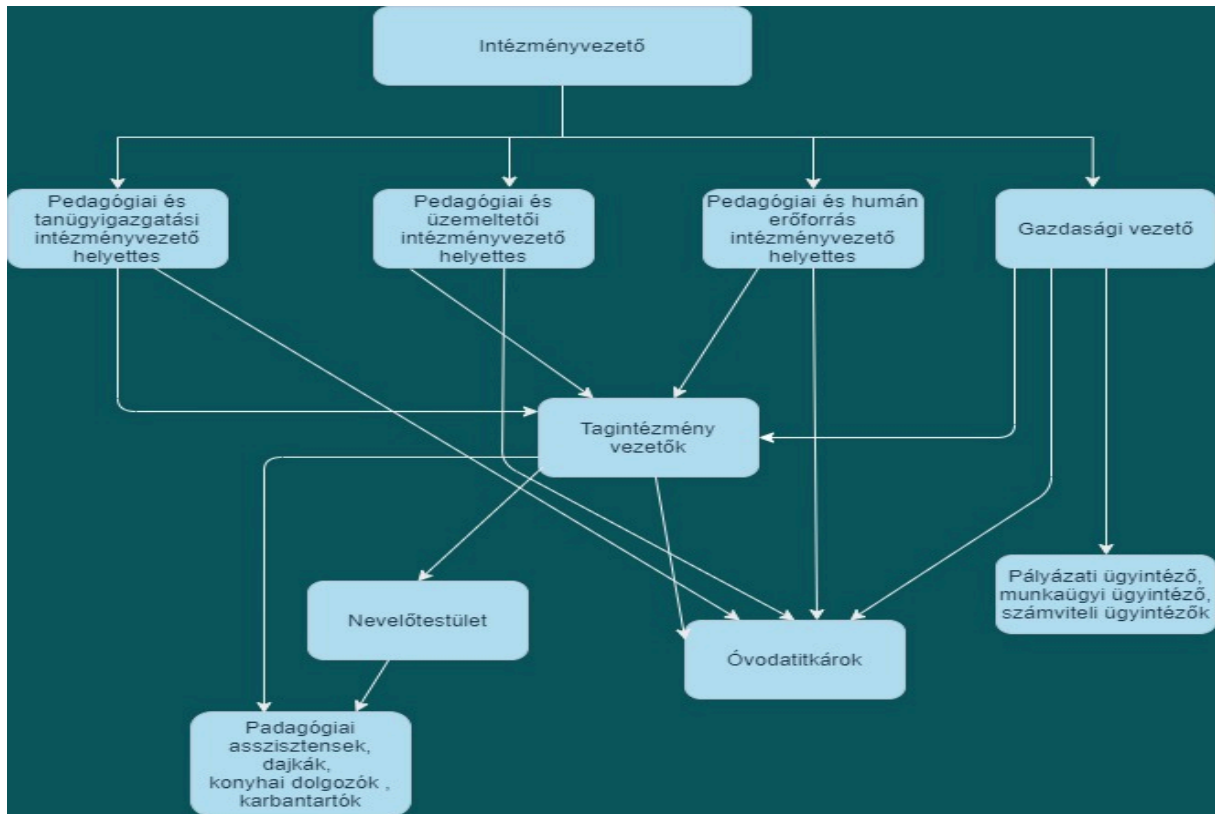 Intézményvezető
Pedagógiai és
tanügyigazgatási
intézményvezető
helyettes
Pedagógiai és
üzemeltetői
intézményvezető
helyettes
Pedagógiai és humán
erőforrás
intézményvezető
helyettes
Gazdasági vezető
Tagintézmény
vezetők
Pályázati ügyintéző,
munkaügyi ügyintéző,
számviteli ügyintézők
Nevelőtestület
Óvodatitkárok
Padagógiai
asszisztensek,
dajkák,
konyhai dolgozók ,
karbantartók